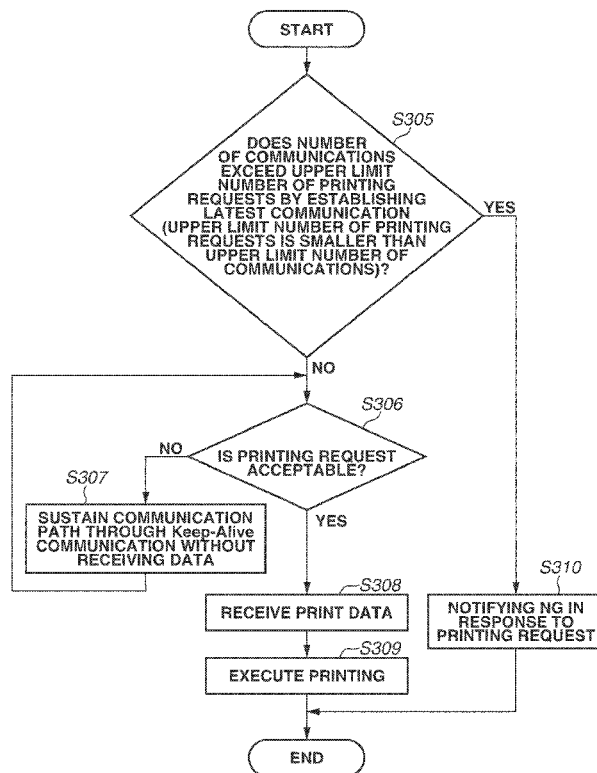 START
S305
DOES NUMBER
OF COMMUNICATIONS
EXCEED UPPER LIMIT
NUMBER OF PRINTING
REQUESTS BY ESTABLISHING
LATEST COMMUNICATION
(UPPER LIMIT NUMBER OF PRINTING
REQUESTS IS SMALLER THAN
UPPER LIMIT NUMBER OF
COMMUNICATIONS)?
YES
NO
S306
IS PRINTING REQUEST
ACCEPTABLE?
NO
YES
S307
SUSTAIN COMMUNICATION
PATH THROUGH Keep-Alive
COMMUNICATION WITHOUT
RECEIVING DATA
S308
RECEIVE PRINT DATA
S310
NOTIFYING NG IN
RESPONSE TO
PRINTING REQUEST
S309
EXECUTE PRINTING
END